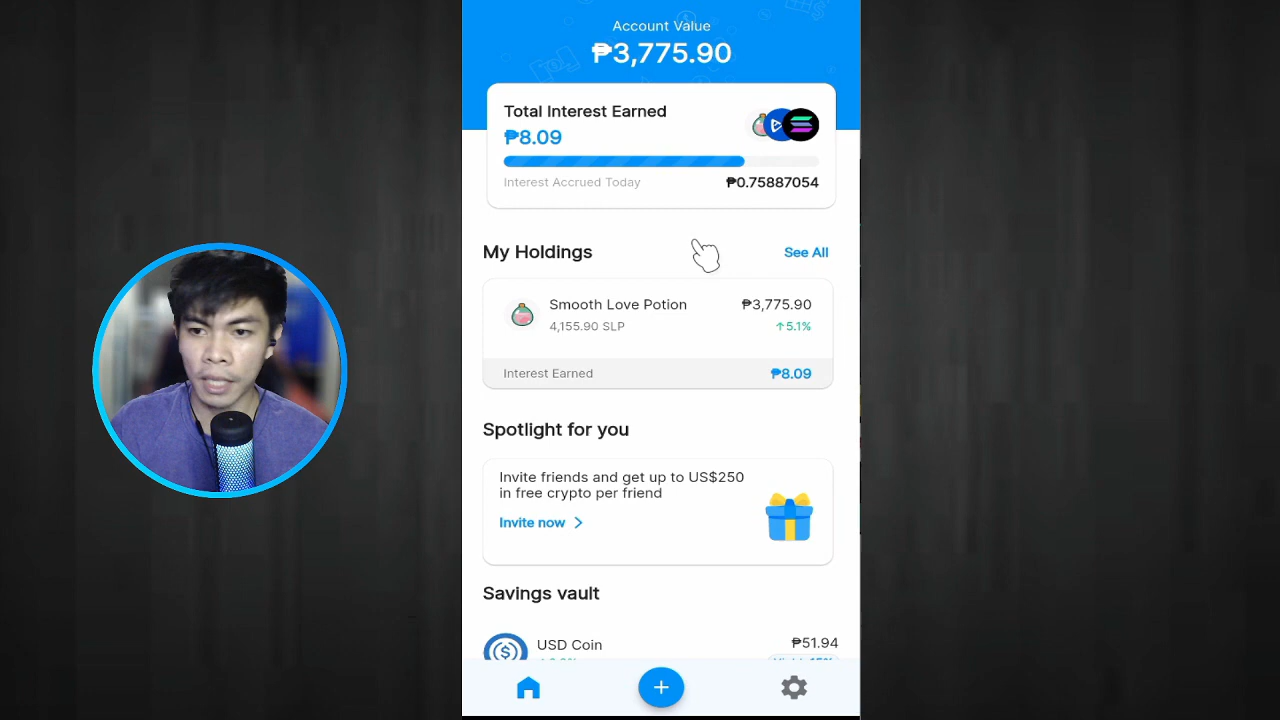 Account Value
₱3,775.90
Total Interest Earned
₱8.09
Interest Accrued Today
₱0.75887054
My Holdings
See All
Smooth Love Potion
₱3,775.90
4,155.90 SLP
↑5.1%
Interest Earned
₱8.09
Spotlight for you
Invite friends and get up to US$250
in free crypto per friend
Invite now
Savings vault
USD Coin
₱51.94